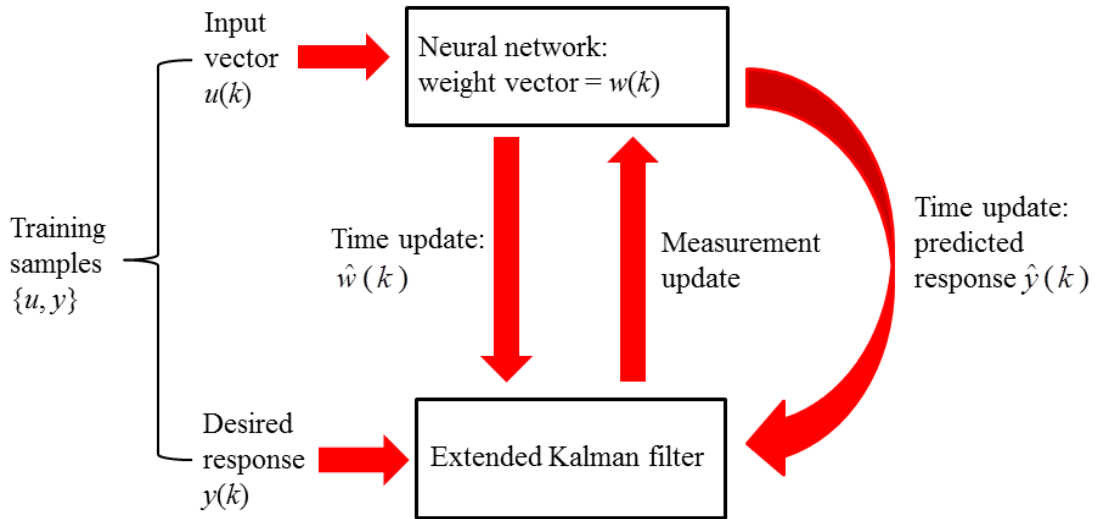 Input
vector
u(k)
Neural network:
weight vector = w(k)
Training
samples
{u, y}
Time update:
ŵ(k)
Measurement
update
Time update:
predicted
response ŷ(k)
Desired
response
y(k)
Extended Kalman filter